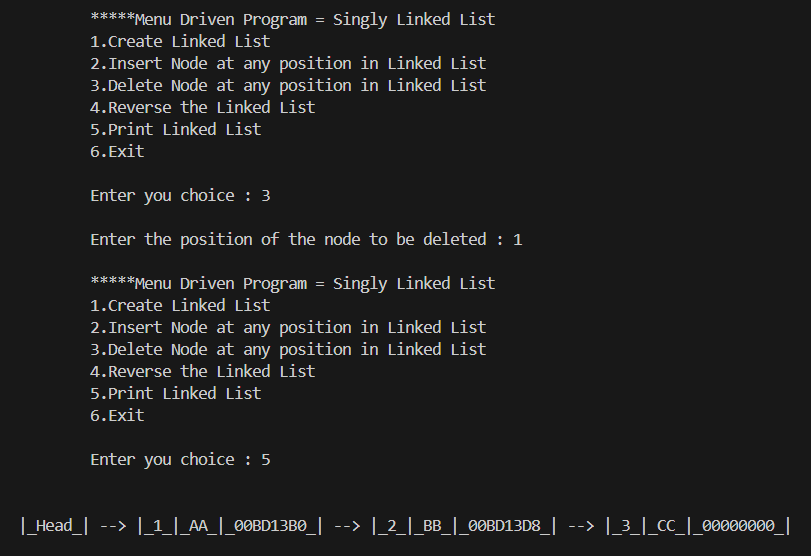 *****Menu Driven Program = Singly Linked List
1.Create Linked List
2.Insert Node at any position in Linked List
3.Delete Node at any position in Linked List
4.Reverse the Linked List
5.Print Linked List
6.Exit
Enter you choice : 3
Enter the position of the node to be deleted : 1
*****Menu Driven Program = Singly Linked List
1.Create Linked List
2.Insert Node at any position in Linked List
3.Delete Node at any position in Linked List
4.Reverse the Linked List
5.Print Linked List
6.Exit
Enter you choice : 5
|_Head_| --> |_1_|_AA_|_00BD13B0_| --> |_2_|_BB_|_00BD13D8_| --> |_3_|_CC_|_00000000_|